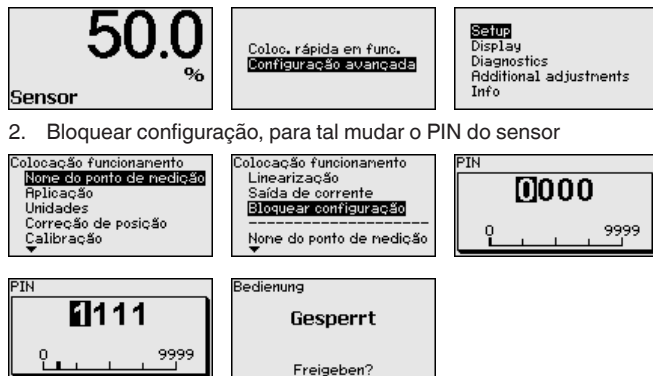 50.0
%
Sensor
Coloc. rápida en func.
Configuração avançada
Setup
Display
Diagnostics
Additional adjustments
Info
2. Bloquear configuração, para tal mudar o PIN do sensor
Colocação funcionamento
Nome do ponto de medição
Aplicação
Unidades
Correção de posição
Calibração
Colocação funcionamento
Linearização
Saída de corrente
Bloquear configuração
Nome do ponto de medição
PIN
0000
0 9999
PIN
1111
0 9999
Bedienung
Gesperrt
Freigeben?